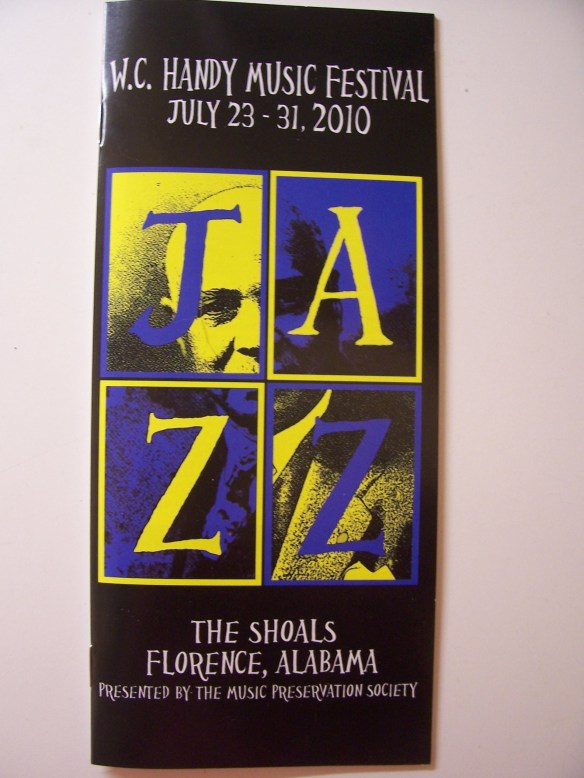 W.C. HANDY MUSIC FESTIVAL
JULY 23 - 31, 2010
J A
Z Z
THE SHOALS
FLORENCE, ALABAMA
PRESENTED BY THE MUSIC PRESERVATION SOCIETY